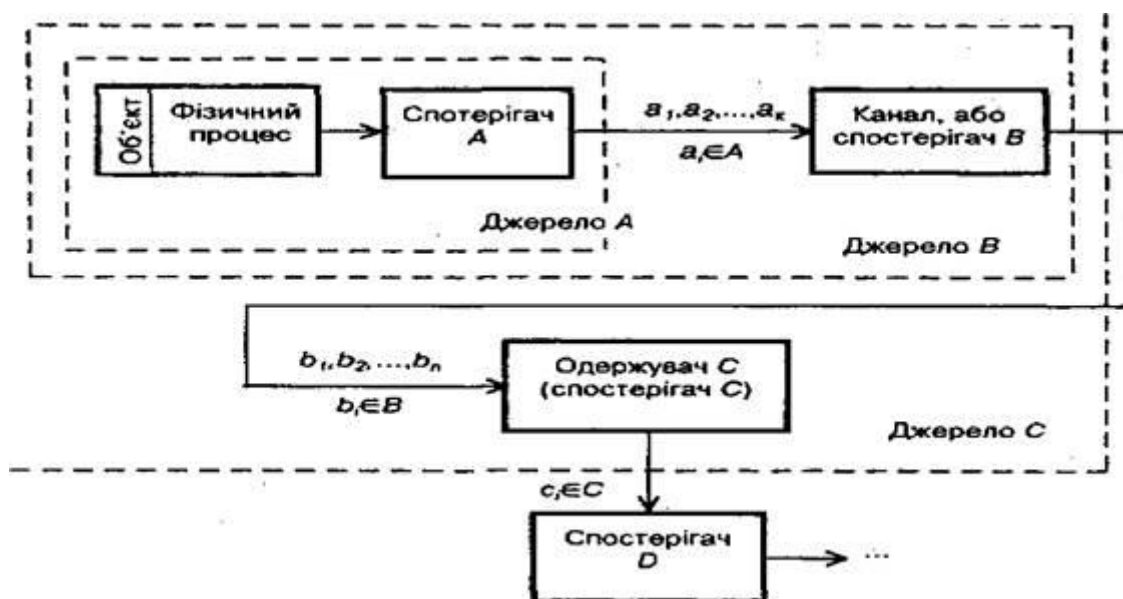 Об'єкт
Фізичний
процес
Спотерігач
A
a₁,a₂,...,aₖ
aᵢ∈A
Канал, або
спостерігач B
Джерело A
Джерело B
b₁,b₂,...,bₙ
bᵢ∈B
Одержувач C
(спостерігач C)
Джерело C
cᵢ∈C
Спостерігач
D
...